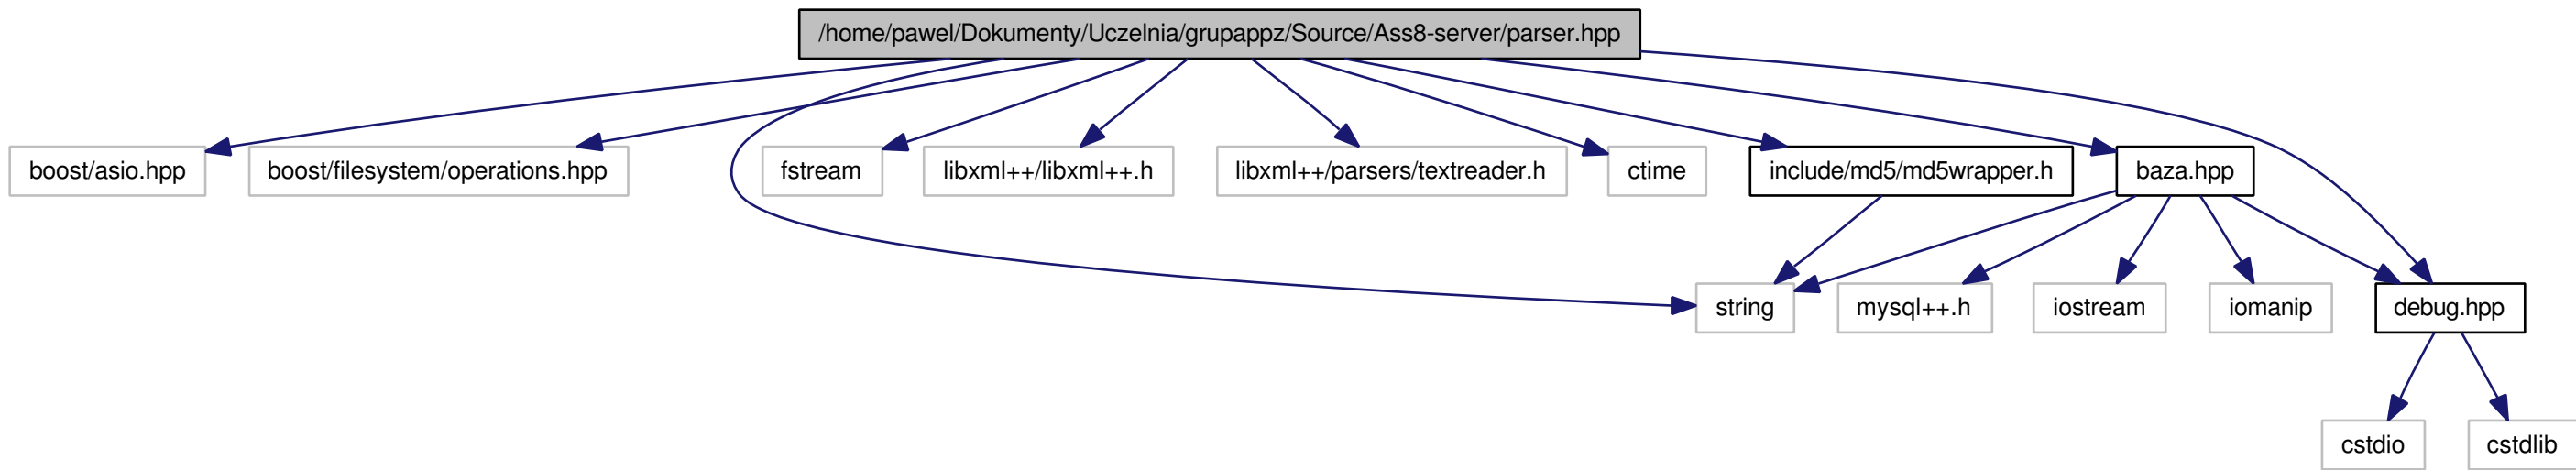 /home/pawel/Dokumenty/Uczelnia/grupappz/Source/Ass8-server/parser.hpp
boost/asio.hpp
boost/filesystem/operations.hpp
fstream
libxml++/libxml++.h
libxml++/parsers/textreader.h
ctime
include/md5/md5wrapper.h
baza.hpp
string
mysql++.h
iostream
iomanip
debug.hpp
cstdio
cstdlib